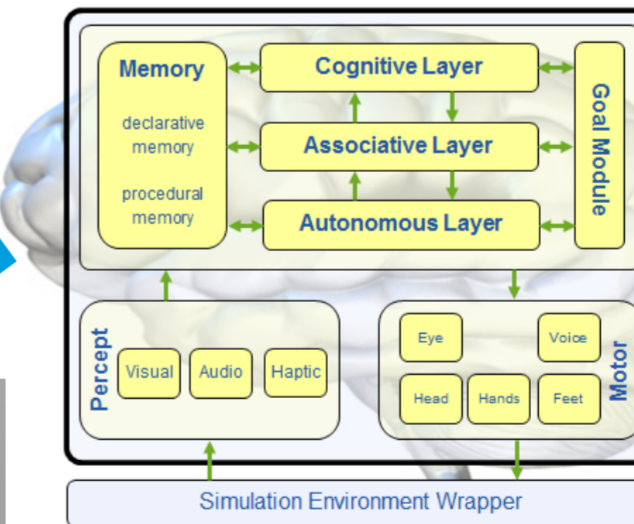 Memory
declarative
memory
procedural
memory
Cognitive Layer
Associative Layer
Autonomous Layer
Goal Module
Percept
Visual
Audio
Haptic
Eye
Voice
Head
Hands
Feet
Motor
Simulation Environment Wrapper